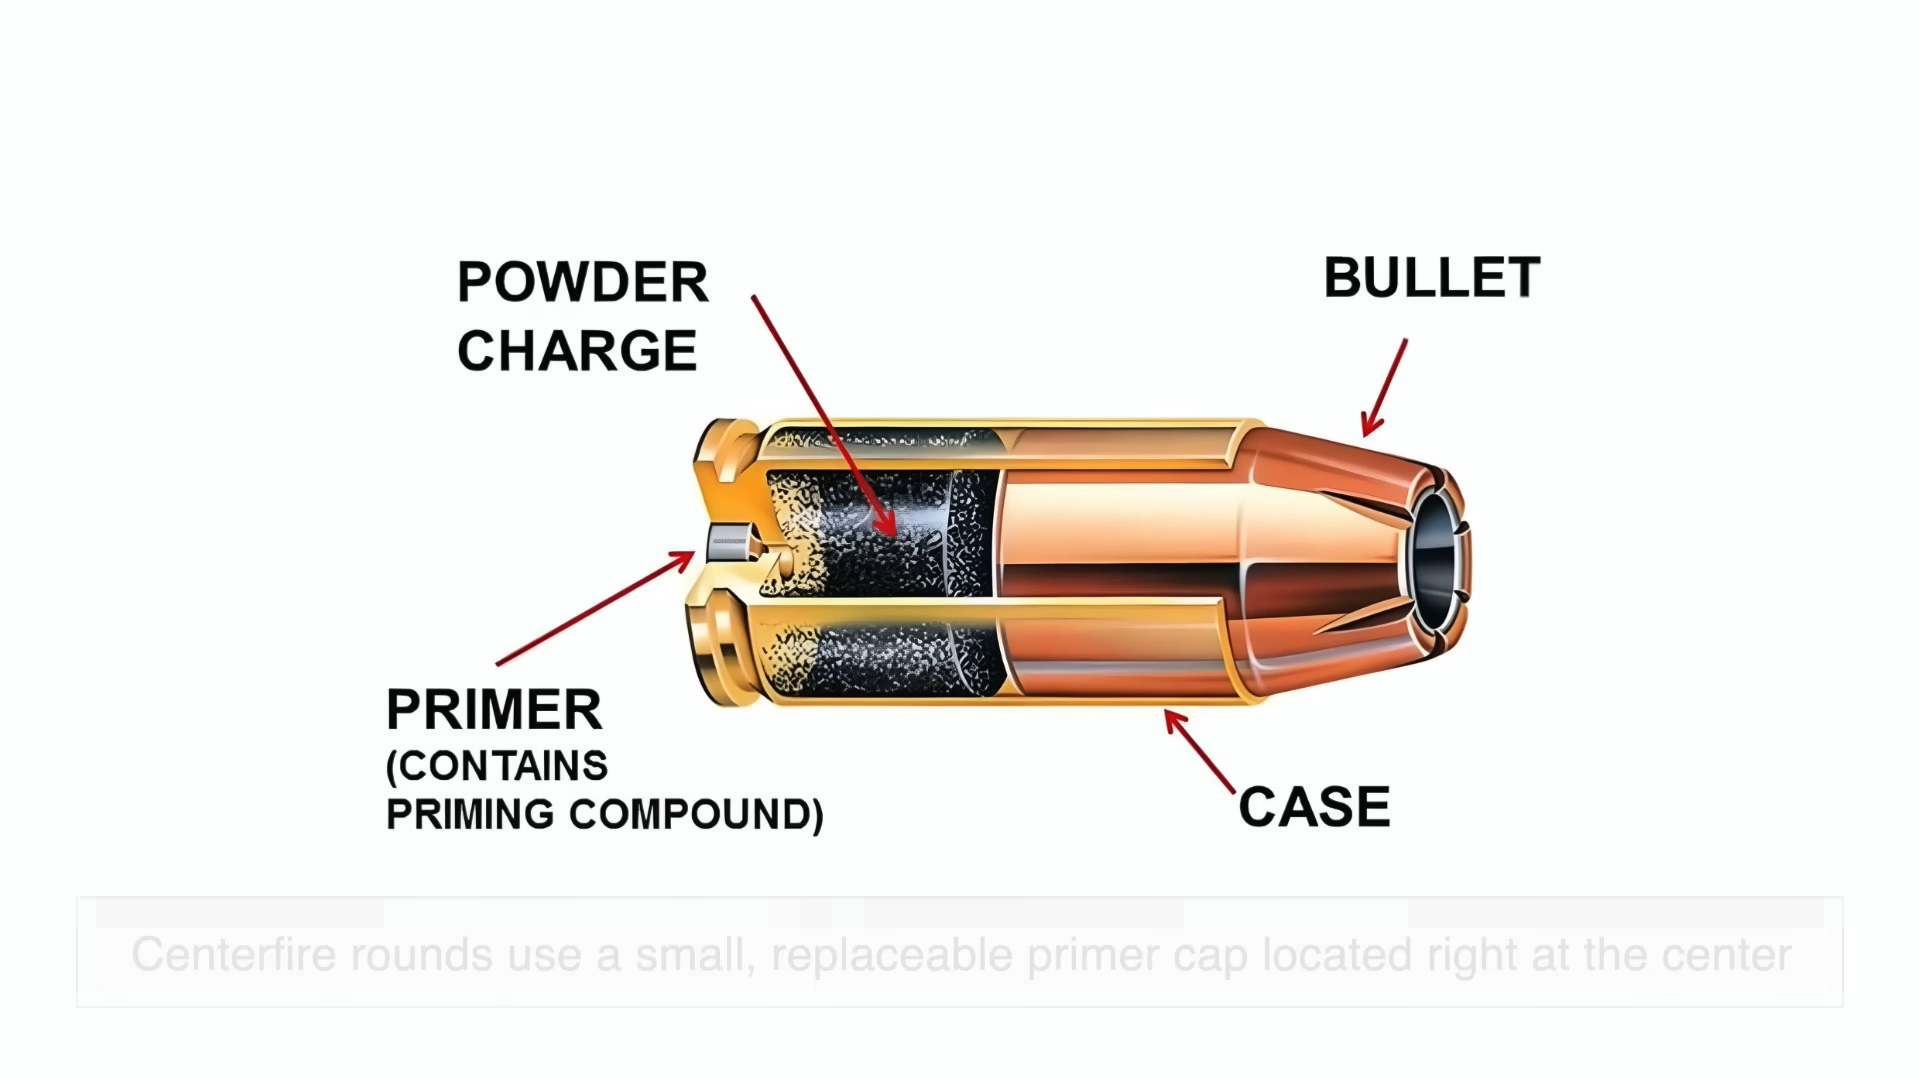 POWDER
CHARGE
BULLET
PRIMER
(CONTAINS
PRIMING COMPOUND)
CASE
Centerfire rounds use a small, replaceable primer cap located right at the center